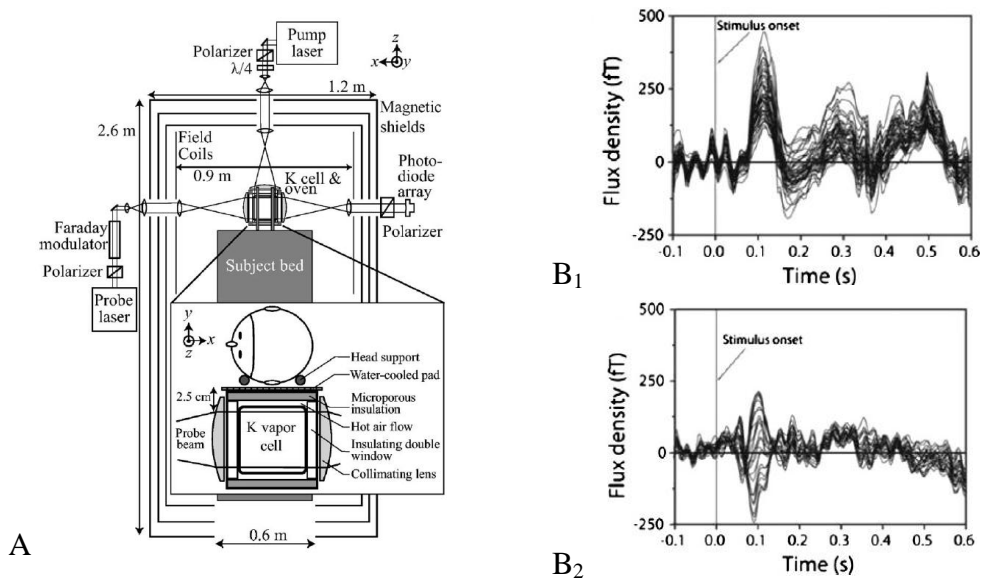 Pump
laser
Polarizer
λ/4
z
x
y
1.2 m
2.6 m
Magnetic
shields
Field
Coils
0.9 m
K cell &
oven
Photo-
diode
array
Polarizer
Faraday
modulator
Polarizer
Probe
laser
Subject bed
y
z
x
Head support
Water-cooled pad
2.5 cm
Microporous
insulation
Hot air flow
Probe
beam
K vapor
cell
Insulating double
window
Collimating lens
0.6 m
A
500
250
0
-250
Flux density (fT)
Stimulus onset
-0.1 0.0 0.1 0.2 0.3 0.4 0.5 0.6
Time (s)
B1
500
250
0
-250
Flux density (fT)
Stimulus onset
-0.1 0.0 0.1 0.2 0.3 0.4 0.5 0.6
Time (s)
B2